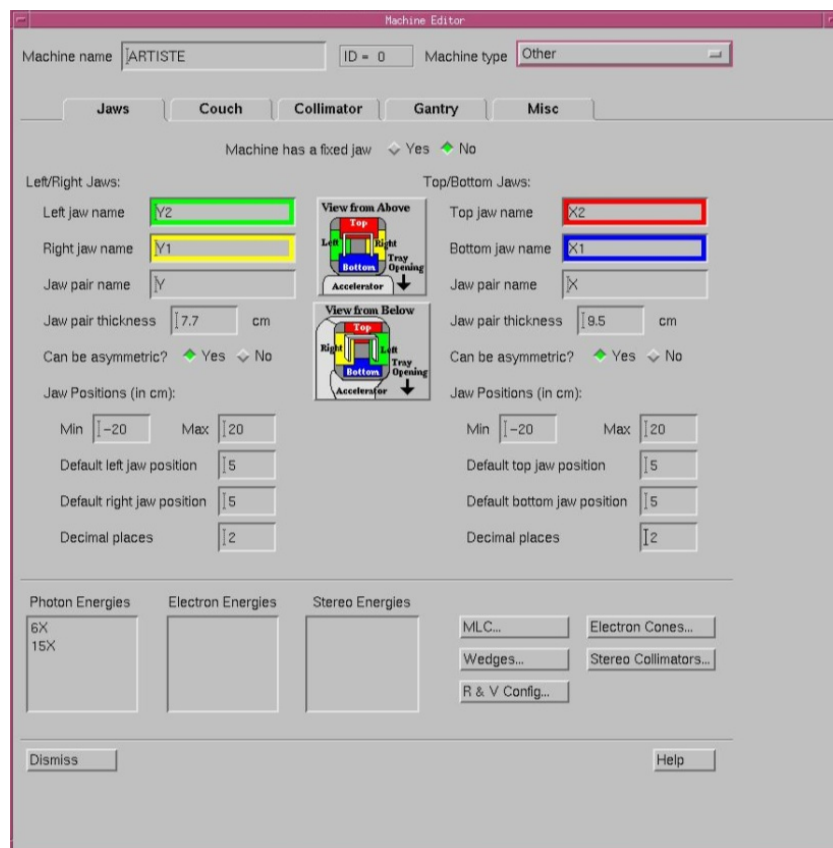 Machine Editor
Machine name ARTISTE ID = 0 Machine type Other
Jaws Couch Collimator Gantry Misc
Machine has a fixed jaw Yes No
Left/Right Jaws: Top/Bottom Jaws:
Left jaw name Y2 Top jaw name X2
Right jaw name Y1 Bottom jaw name X1
Jaw pair name Y Jaw pair name X
Jaw pair thickness 7.7 cm Jaw pair thickness 9.5 cm
Can be asymmetric? Yes No Can be asymmetric? Yes No
Jaw Positions (in cm): Jaw Positions (in cm):
Min -20 Max 20 Min -20 Max 20
Default left jaw position 5 Default top jaw position 5
Default right jaw position 5 Default bottom jaw position 5
Decimal places 2 Decimal places 2
View from Above
Top
Left Right
Tray
Bottom Opening
Accelerator
View from Below
Top
Right Left
Tray
Bottom Opening
Accelerator
Photon Energies Electron Energies Stereo Energies
6X
15X
MLC... Electron Cones...
Wedges... Stereo Collimators...
R & V Config...
Dismiss Help